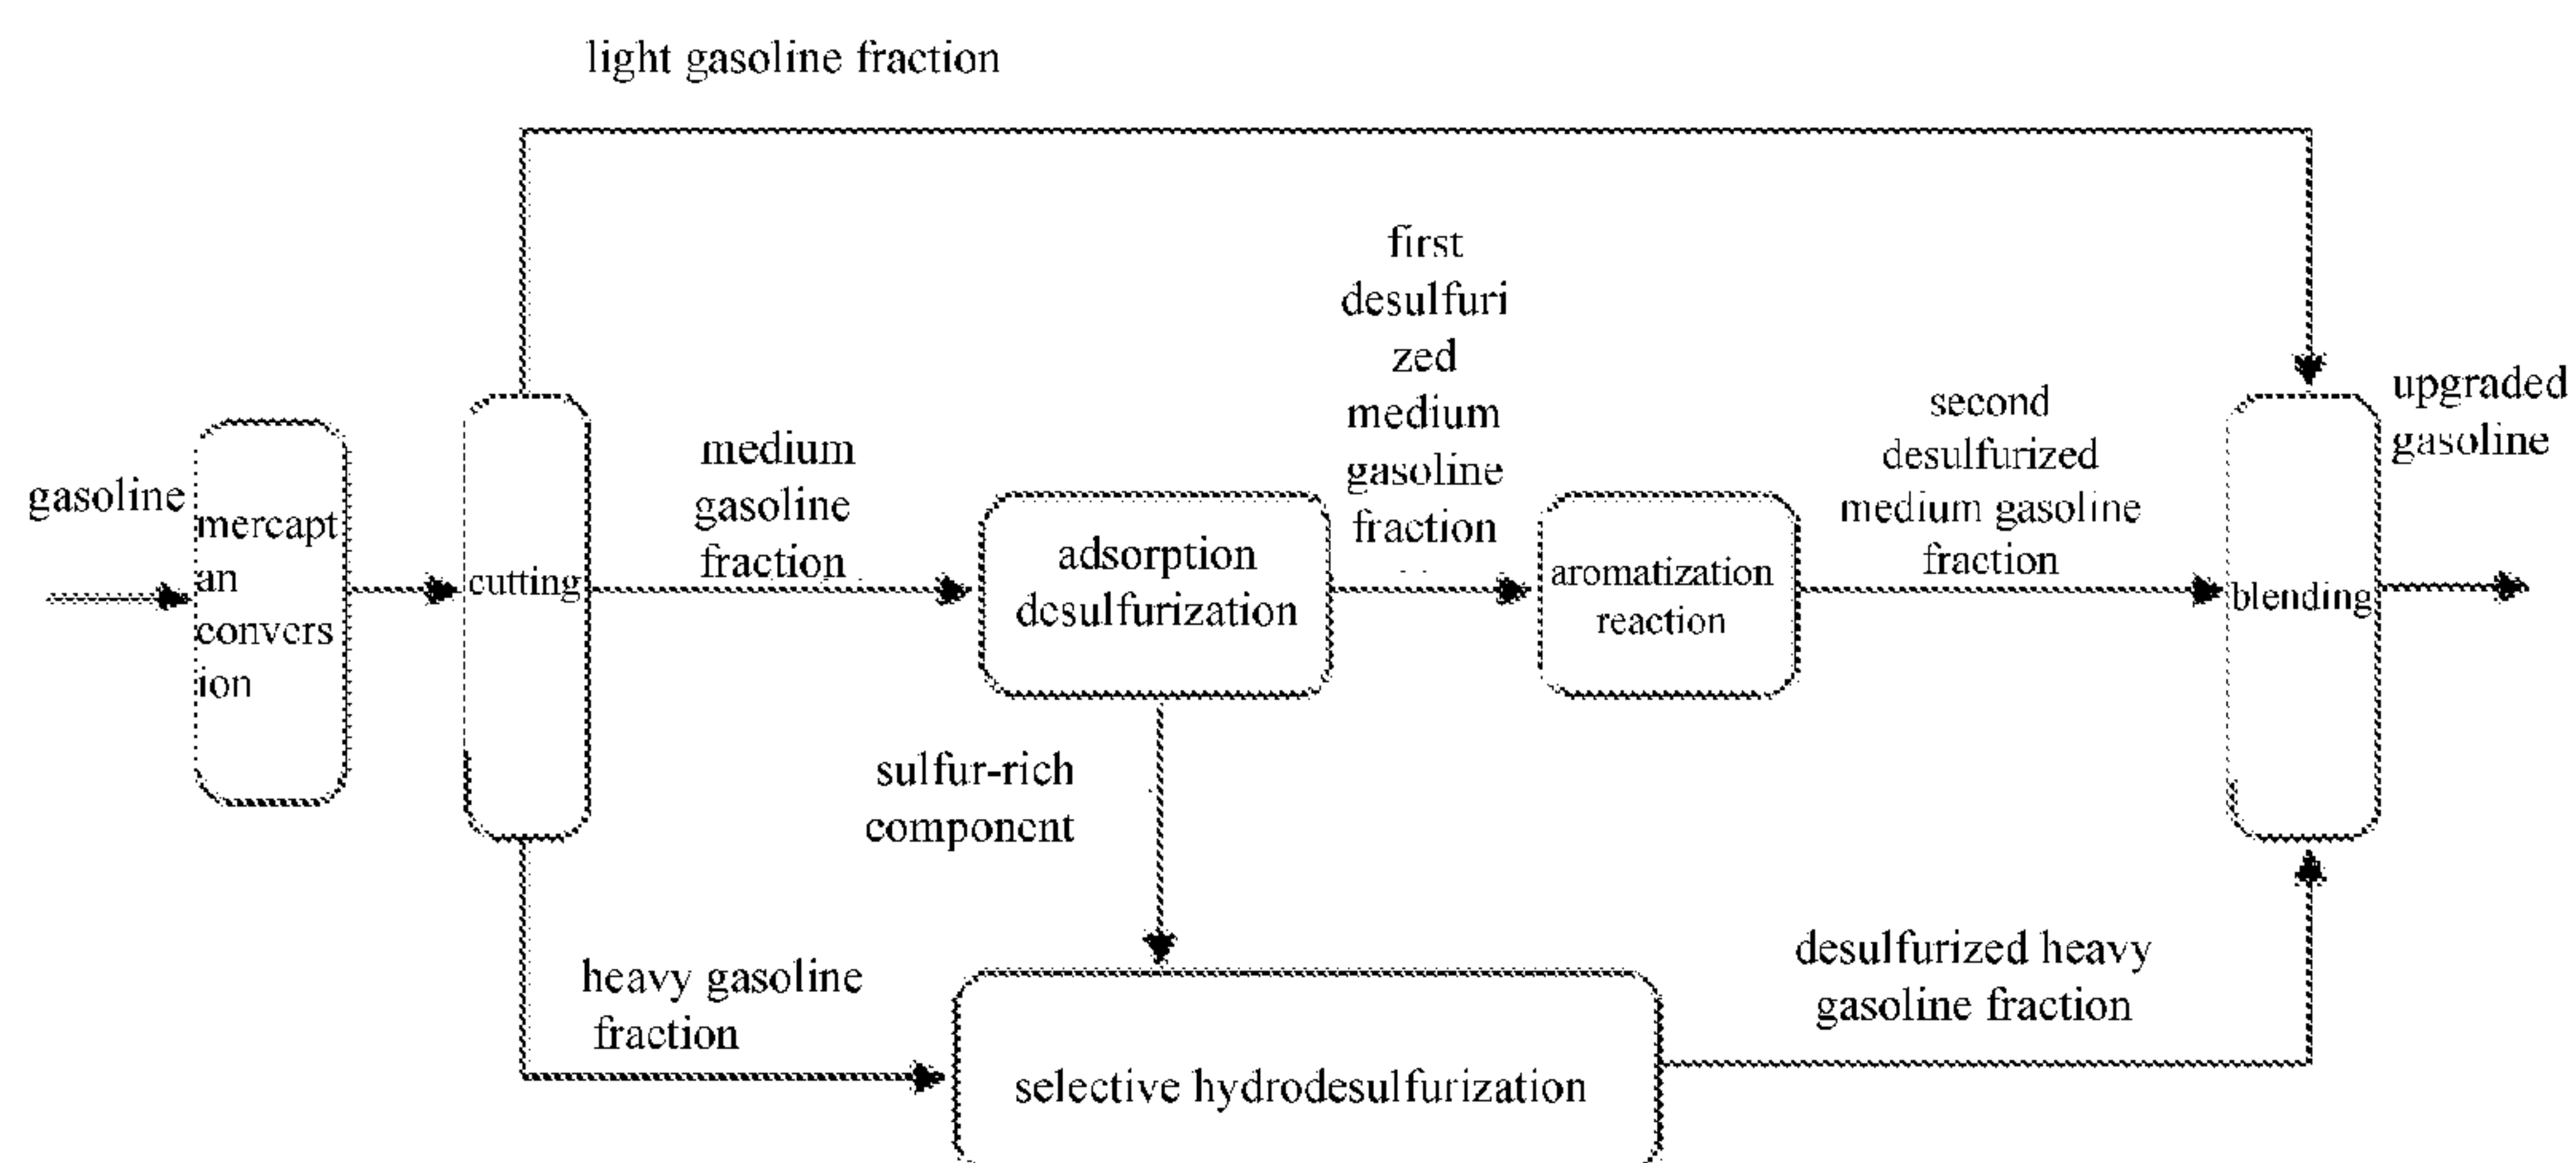 light gasoline fraction
gasoline
mercapt
an
convers
ion
cutting
medium
gasoline
fraction
adsorption
desulfurization
first
desulfuri
zed
medium
gasoline
fraction
aromatization
reaction
second
desulfurized
medium gasoline
fraction
blending
upgraded
gasoline
sulfur-rich
component
heavy gasoline
fraction
selective hydrodesulfurization
desulfurized heavy
gasoline fraction